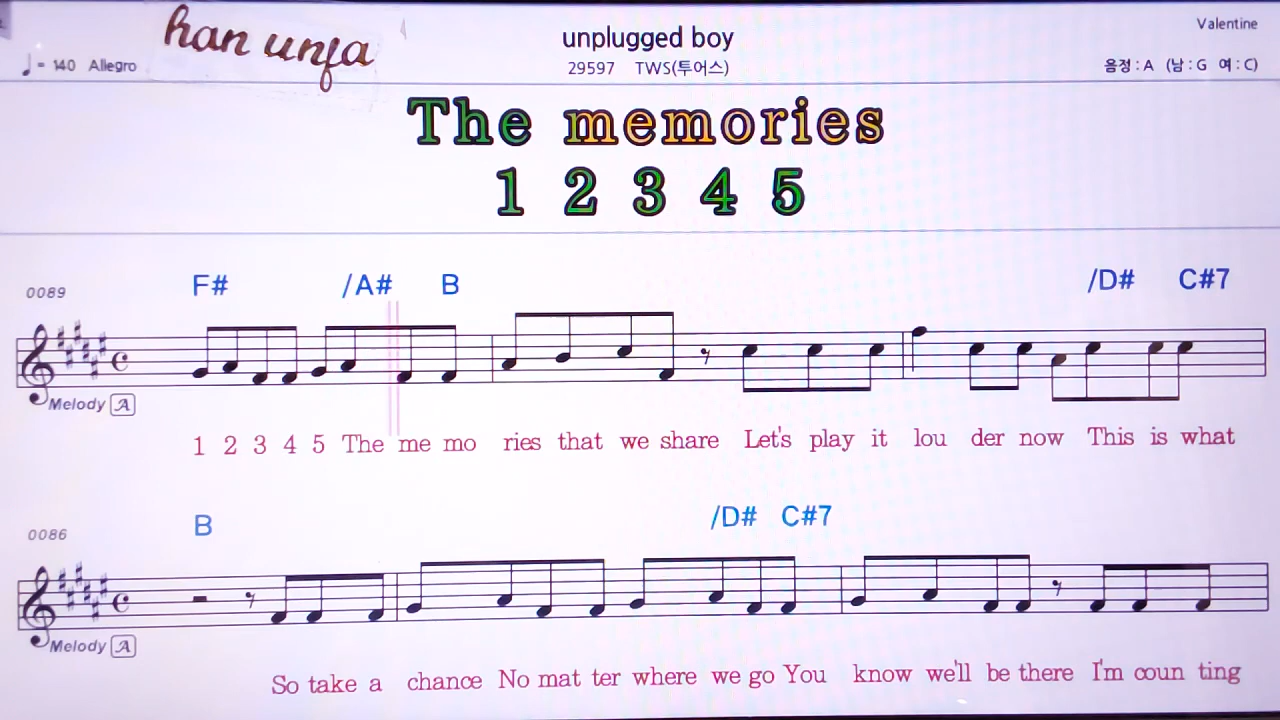 han unfa
unplugged boy
Valentine
♩= 140 Allegro
29597 TWS(투어스)
음정 : A (남 : G 여 : C)
The memories
1 2 3 4 5
F# /A# B /D# C#7
0089
Melody A
1 2 3 4 5 The me mo ries that we share Let's play it lou der now This is what
B /D# C#7
0086
Melody A
So take a chance No mat ter where we go You know we'll be there I'm coun ting